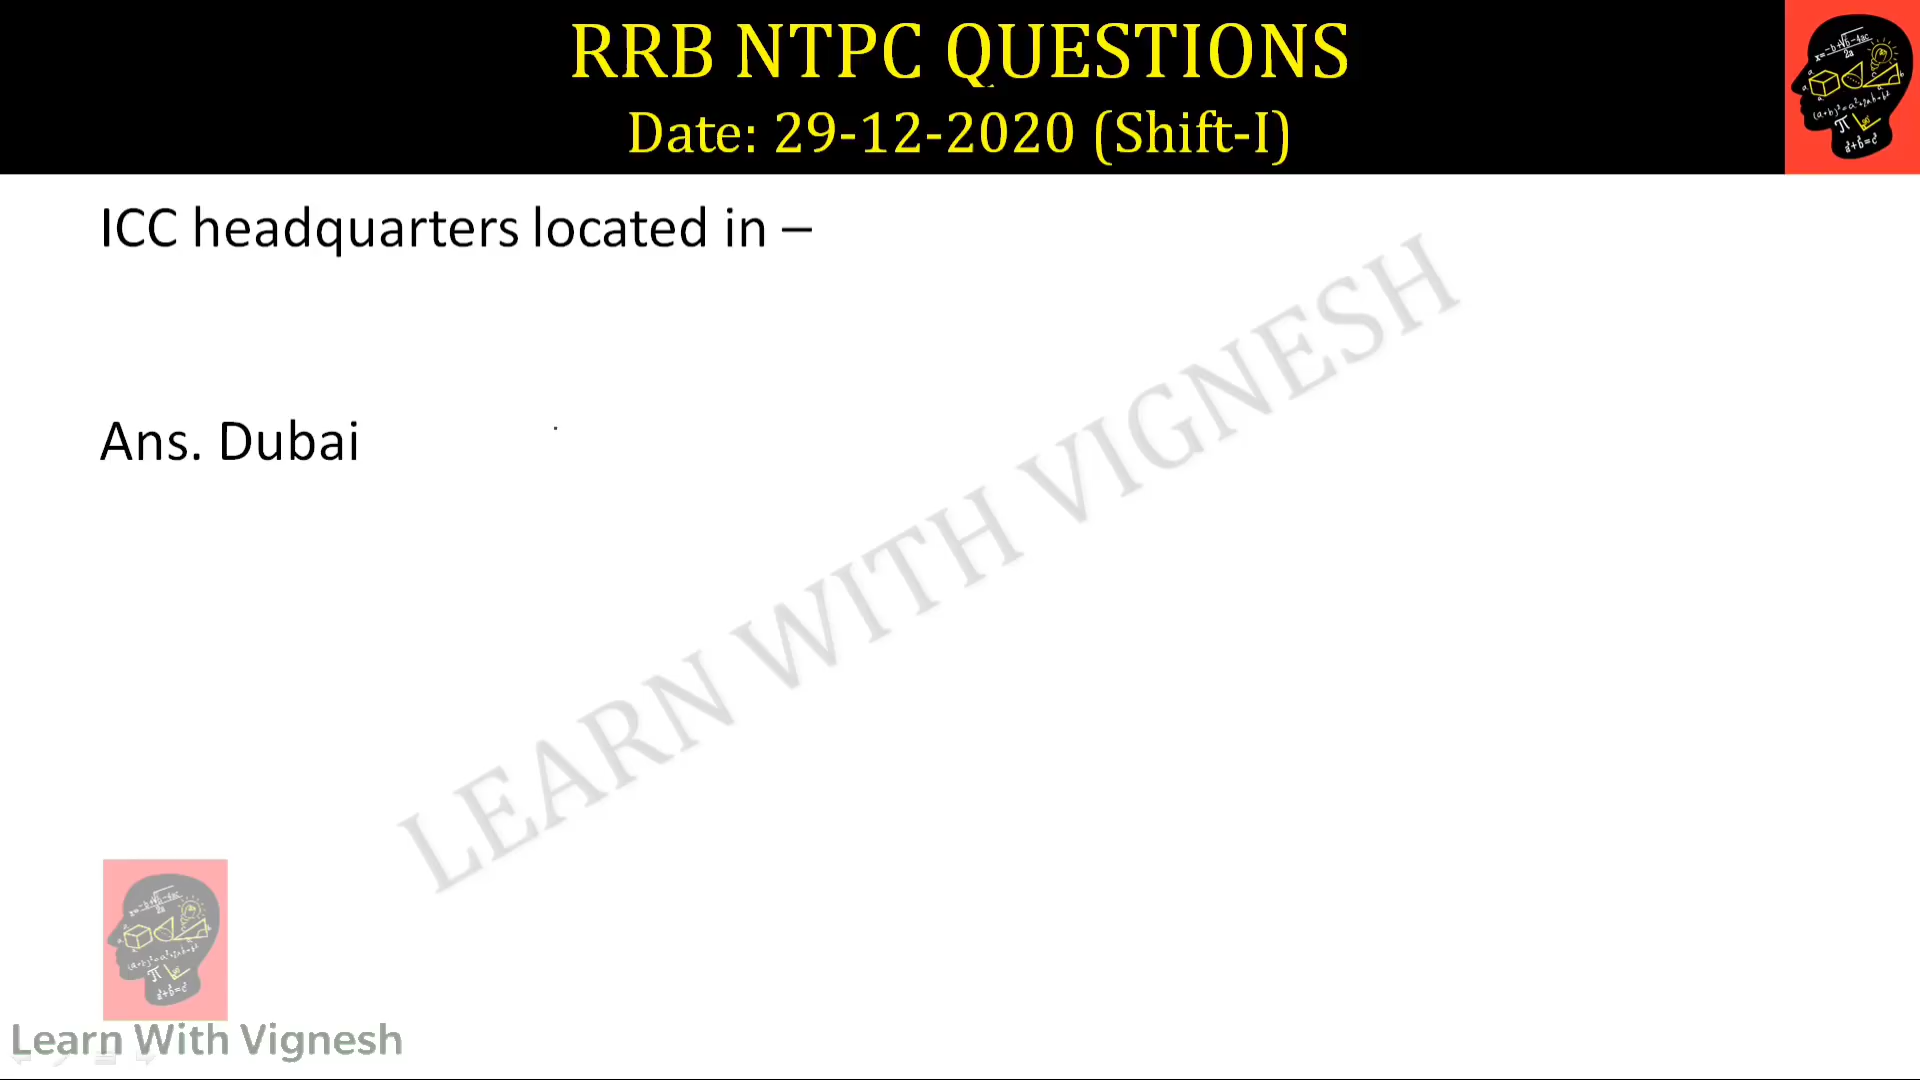 RRB NTPC QUESTIONS
Date: 29-12-2020 (Shift-I)
ICC headquarters located in –
Ans. Dubai
LEARN WITH VIGNESH
Learn With Vignesh